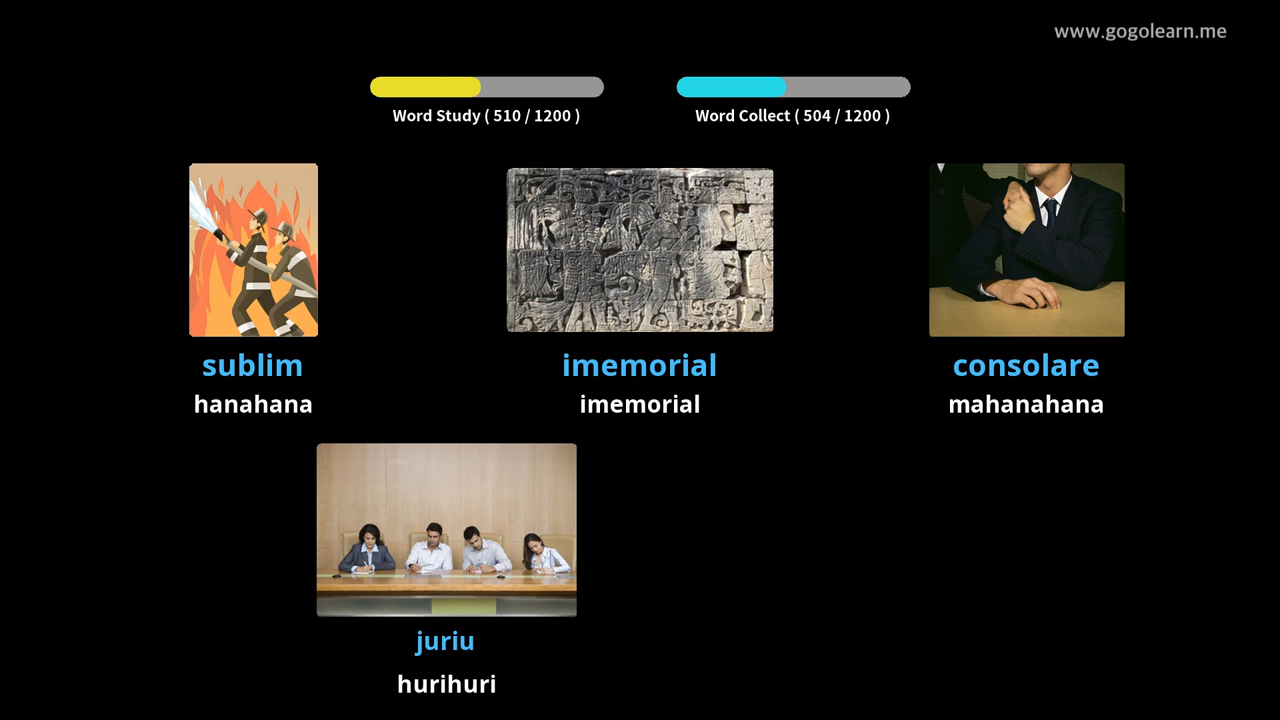 www.gogolearn.me
Word Study ( 510 / 1200 )
Word Collect ( 504 / 1200 )
sublim
hanahana
imemorial
imemorial
consolare
mahanahana
juriu
hurihuri